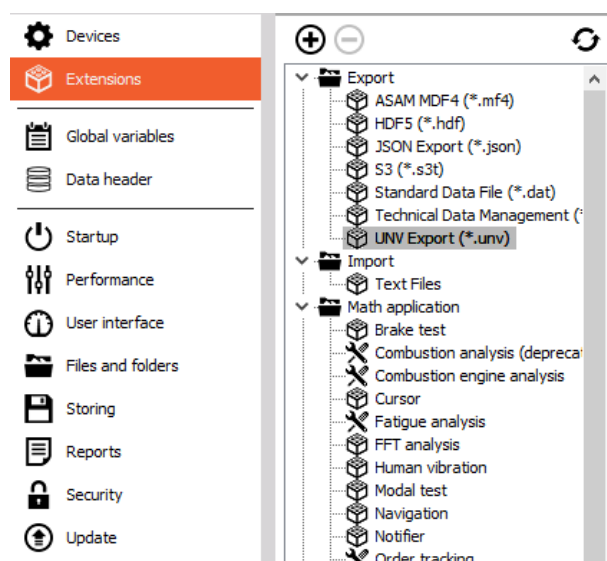 Devices
Extensions
Global variables
Data header
Startup
Performance
User interface
Files and folders
Storing
Reports
Security
Update
Export
ASAM MDF4 (*.mf4)
HDF5 (*.hdf)
JSON Export (*.json)
S3 (*.s3t)
Standard Data File (*.dat)
Technical Data Management (*
UNV Export (*.unv)
Import
Text Files
Math application
Brake test
Combustion analysis (deprecat
Combustion engine analysis
Cursor
Fatigue analysis
FFT analysis
Human vibration
Modal test
Navigation
Notifier
Order tracking